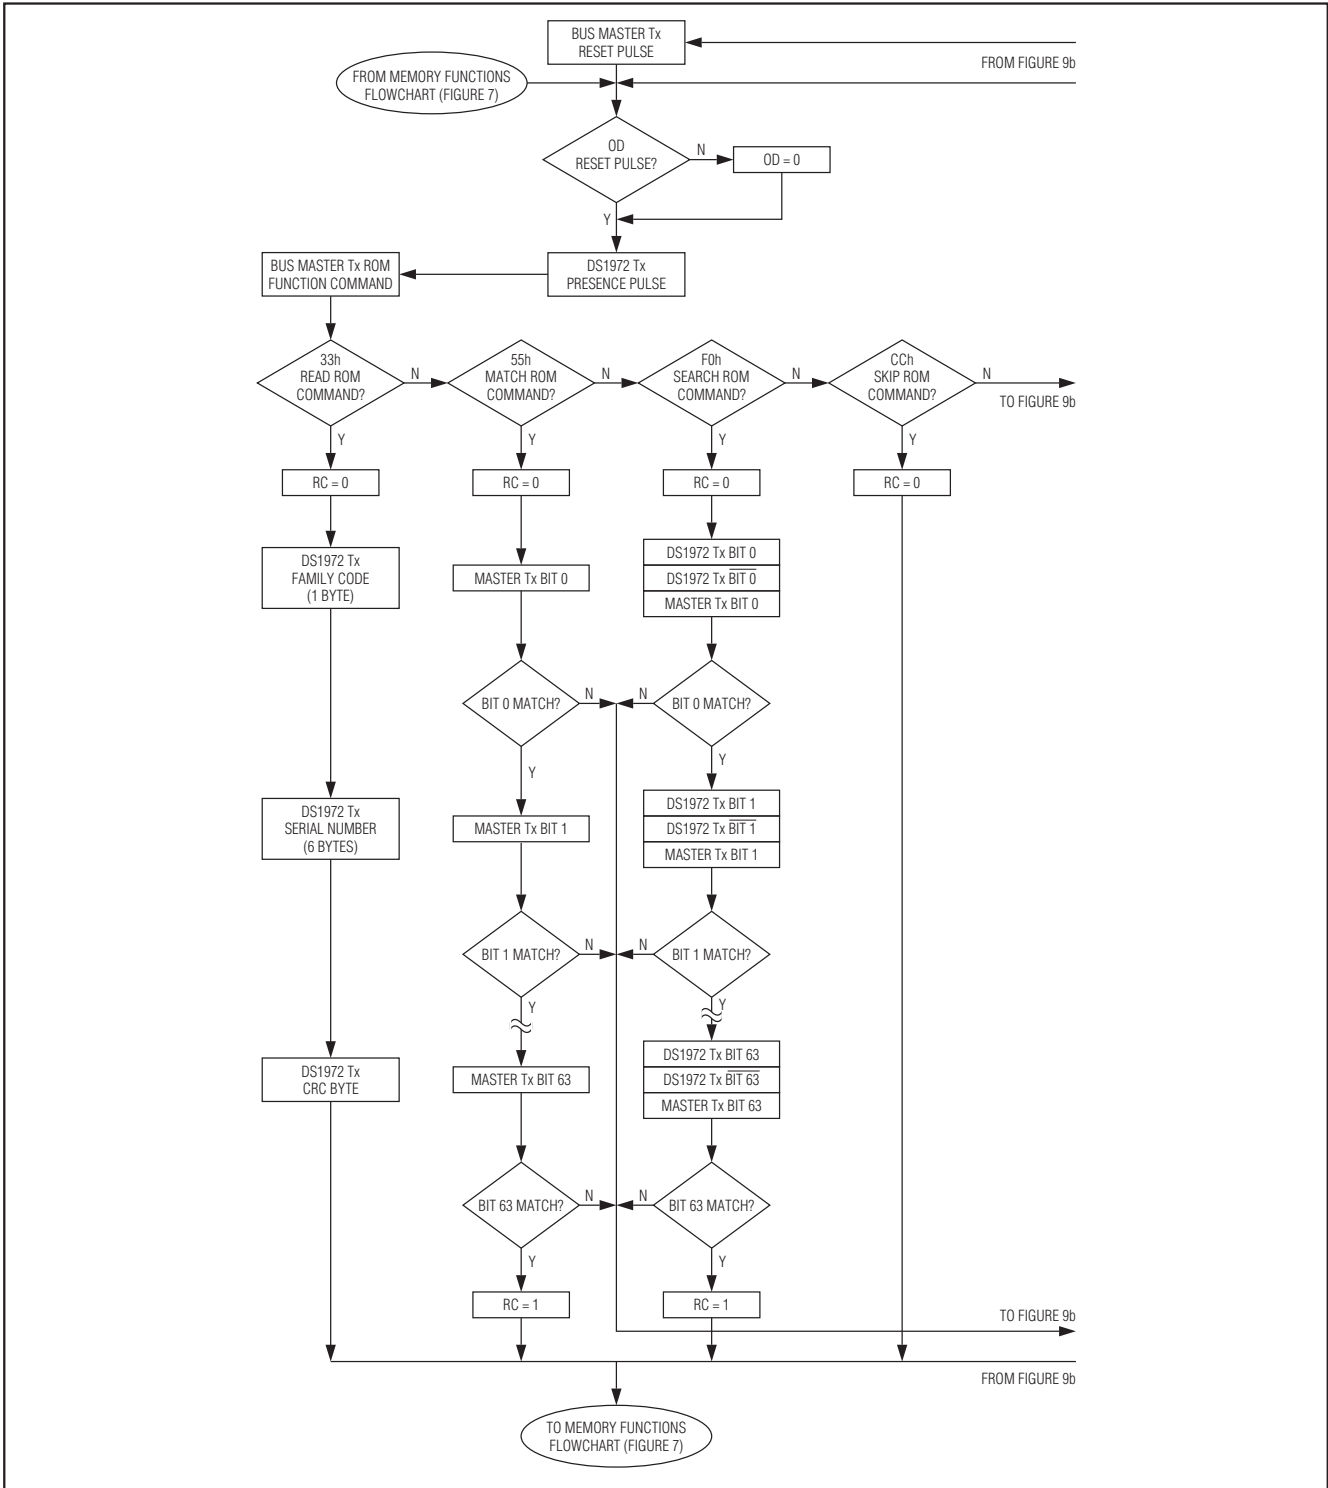 BUS MASTER Tx
RESET PULSE
FROM FIGURE 9b
FROM MEMORY FUNCTIONS
FLOWCHART (FIGURE 7)
OD
RESET PULSE?
N
OD = 0
Y
BUS MASTER Tx ROM
FUNCTION COMMAND
DS1972 Tx
PRESENCE PULSE
33h
READ ROM
COMMAND?
N
55h
MATCH ROM
COMMAND?
N
F0h
SEARCH ROM
COMMAND?
N
CCh
SKIP ROM
COMMAND?
N
TO FIGURE 9b
Y
Y
Y
Y
RC = 0
RC = 0
RC = 0
RC = 0
DS1972 Tx
FAMILY CODE
(1 BYTE)
MASTER Tx BIT 0
DS1972 Tx BIT 0
DS1972 Tx BIT 0
MASTER Tx BIT 0
BIT 0 MATCH?
N
N
BIT 0 MATCH?
Y
Y
DS1972 Tx
SERIAL NUMBER
(6 BYTES)
MASTER Tx BIT 1
DS1972 Tx BIT 1
DS1972 Tx BIT 1
MASTER Tx BIT 1
BIT 1 MATCH?
N
N
BIT 1 MATCH?
Y
Y
DS1972 Tx
CRC BYTE
MASTER Tx BIT 63
DS1972 Tx BIT 63
DS1972 Tx BIT 63
MASTER Tx BIT 63
BIT 63 MATCH?
N
N
BIT 63 MATCH?
Y
Y
RC = 1
RC = 1
TO FIGURE 9b
FROM FIGURE 9b
TO MEMORY FUNCTIONS
FLOWCHART (FIGURE 7)